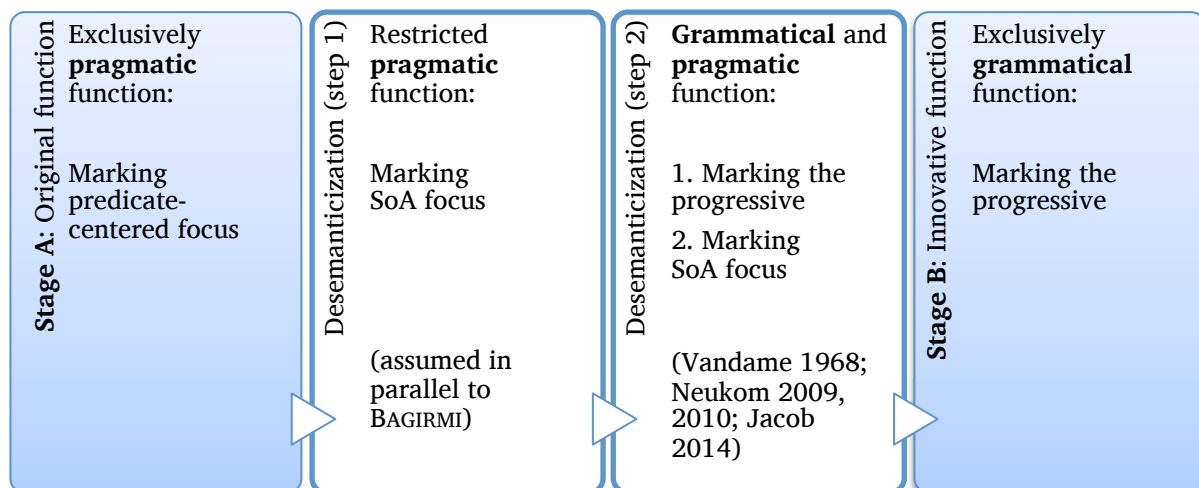 Stage A: Original function
Exclusively
pragmatic
function:
Marking
predicate-
centered focus
Desemanticization (step 1)
Restricted
pragmatic
function:
Marking
SoA focus
(assumed in
parallel to
BAGIRMI)
Desemanticization (step 2)
Grammatical and
pragmatic
function:
1. Marking the
progressive
2. Marking
SoA focus
(Vandame 1968;
Neukom 2009,
2010; Jacob
2014)
Stage B: Innovative function
Exclusively
grammatical
function:
Marking the
progressive